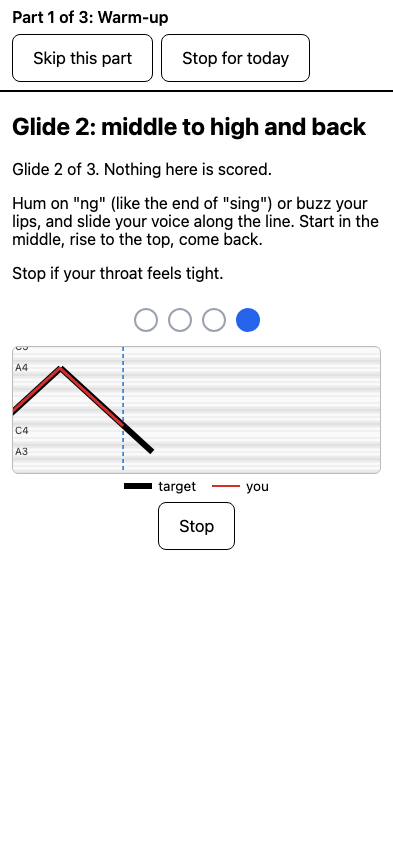 Part 1 of 3: Warm-up
Skip this part
Stop for today
Glide 2: middle to high and back
Glide 2 of 3. Nothing here is scored.
Hum on "ng" (like the end of "sing") or buzz your
lips, and slide your voice along the line. Start in the
middle, rise to the top, come back.
Stop if your throat feels tight.
A4
C4
A3
target
you
Stop